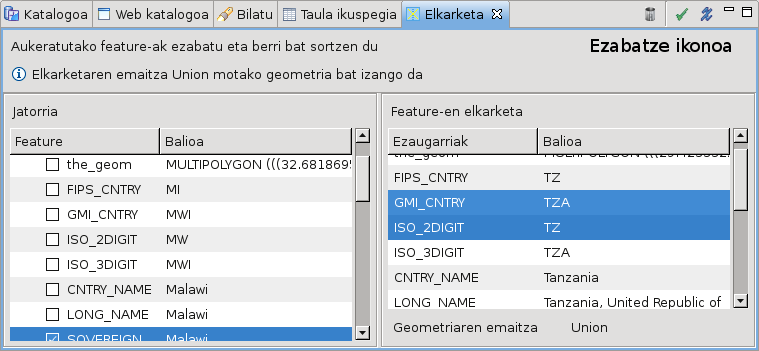 Katalogoa Web katalogoa Bilatu Taula ikuspegia Elkarketa
Aukeratutako feature-ak ezabatu eta berri bat sortzen du
Ezabatze ikonoa
Elkarketaren emaitza Union motako geometria bat izango da
Jatorria
Feature Balioa
the_geom MULTIPOLYGON (((32.6818695
FIPS_CNTRY MI
GMI_CNTRY MWI
ISO_2DIGIT MW
ISO_3DIGIT MWI
CNTRY_NAME Malawi
LONG_NAME Malawi
SOVEREIGN Malawi
Feature-en elkarketa
Ezaugarriak Balioa
the_geom
FIPS_CNTRY TZ
GMI_CNTRY TZA
ISO_2DIGIT TZ
ISO_3DIGIT TZA
CNTRY_NAME Tanzania
LONG_NAME Tanzania, United Republic of
Geometriaren emaitza Union